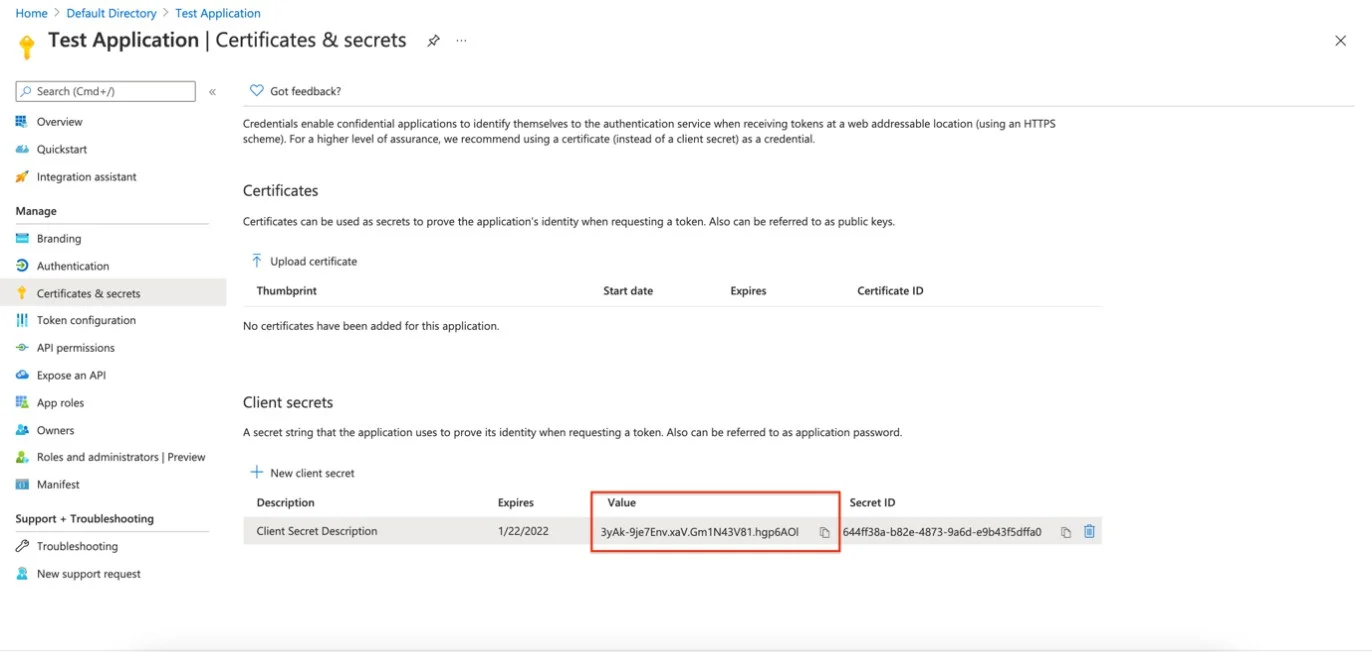 Home > Default Directory > Test Application
Test Application | Certificates & secrets ...
Search (Cmd+/) «
Overview
Quickstart
Integration assistant
Manage
Branding
Authentication
Certificates & secrets
Token configuration
API permissions
Expose an API
App roles
Owners
Roles and administrators | Preview
Manifest
Support + Troubleshooting
Troubleshooting
New support request
Got feedback?
Credentials enable confidential applications to identify themselves to the authentication service when receiving tokens at a web addressable location (using an HTTPS
scheme). For a higher level of assurance, we recommend using a certificate (instead of a client secret) as a credential.
Certificates
Certificates can be used as secrets to prove the application's identity when requesting a token. Also can be referred to as public keys.
Upload certificate
Thumbprint Start date Expires Certificate ID
No certificates have been added for this application.
Client secrets
A secret string that the application uses to prove its identity when requesting a token. Also can be referred to as application password.
New client secret
Description Expires Value Secret ID
Client Secret Description 1/22/2022 3yAk-9je7Env.xaV.Gm1N43V81.hgp6AOl 644ff38a-b82e-4873-9a6d-e9b43f5dffa0